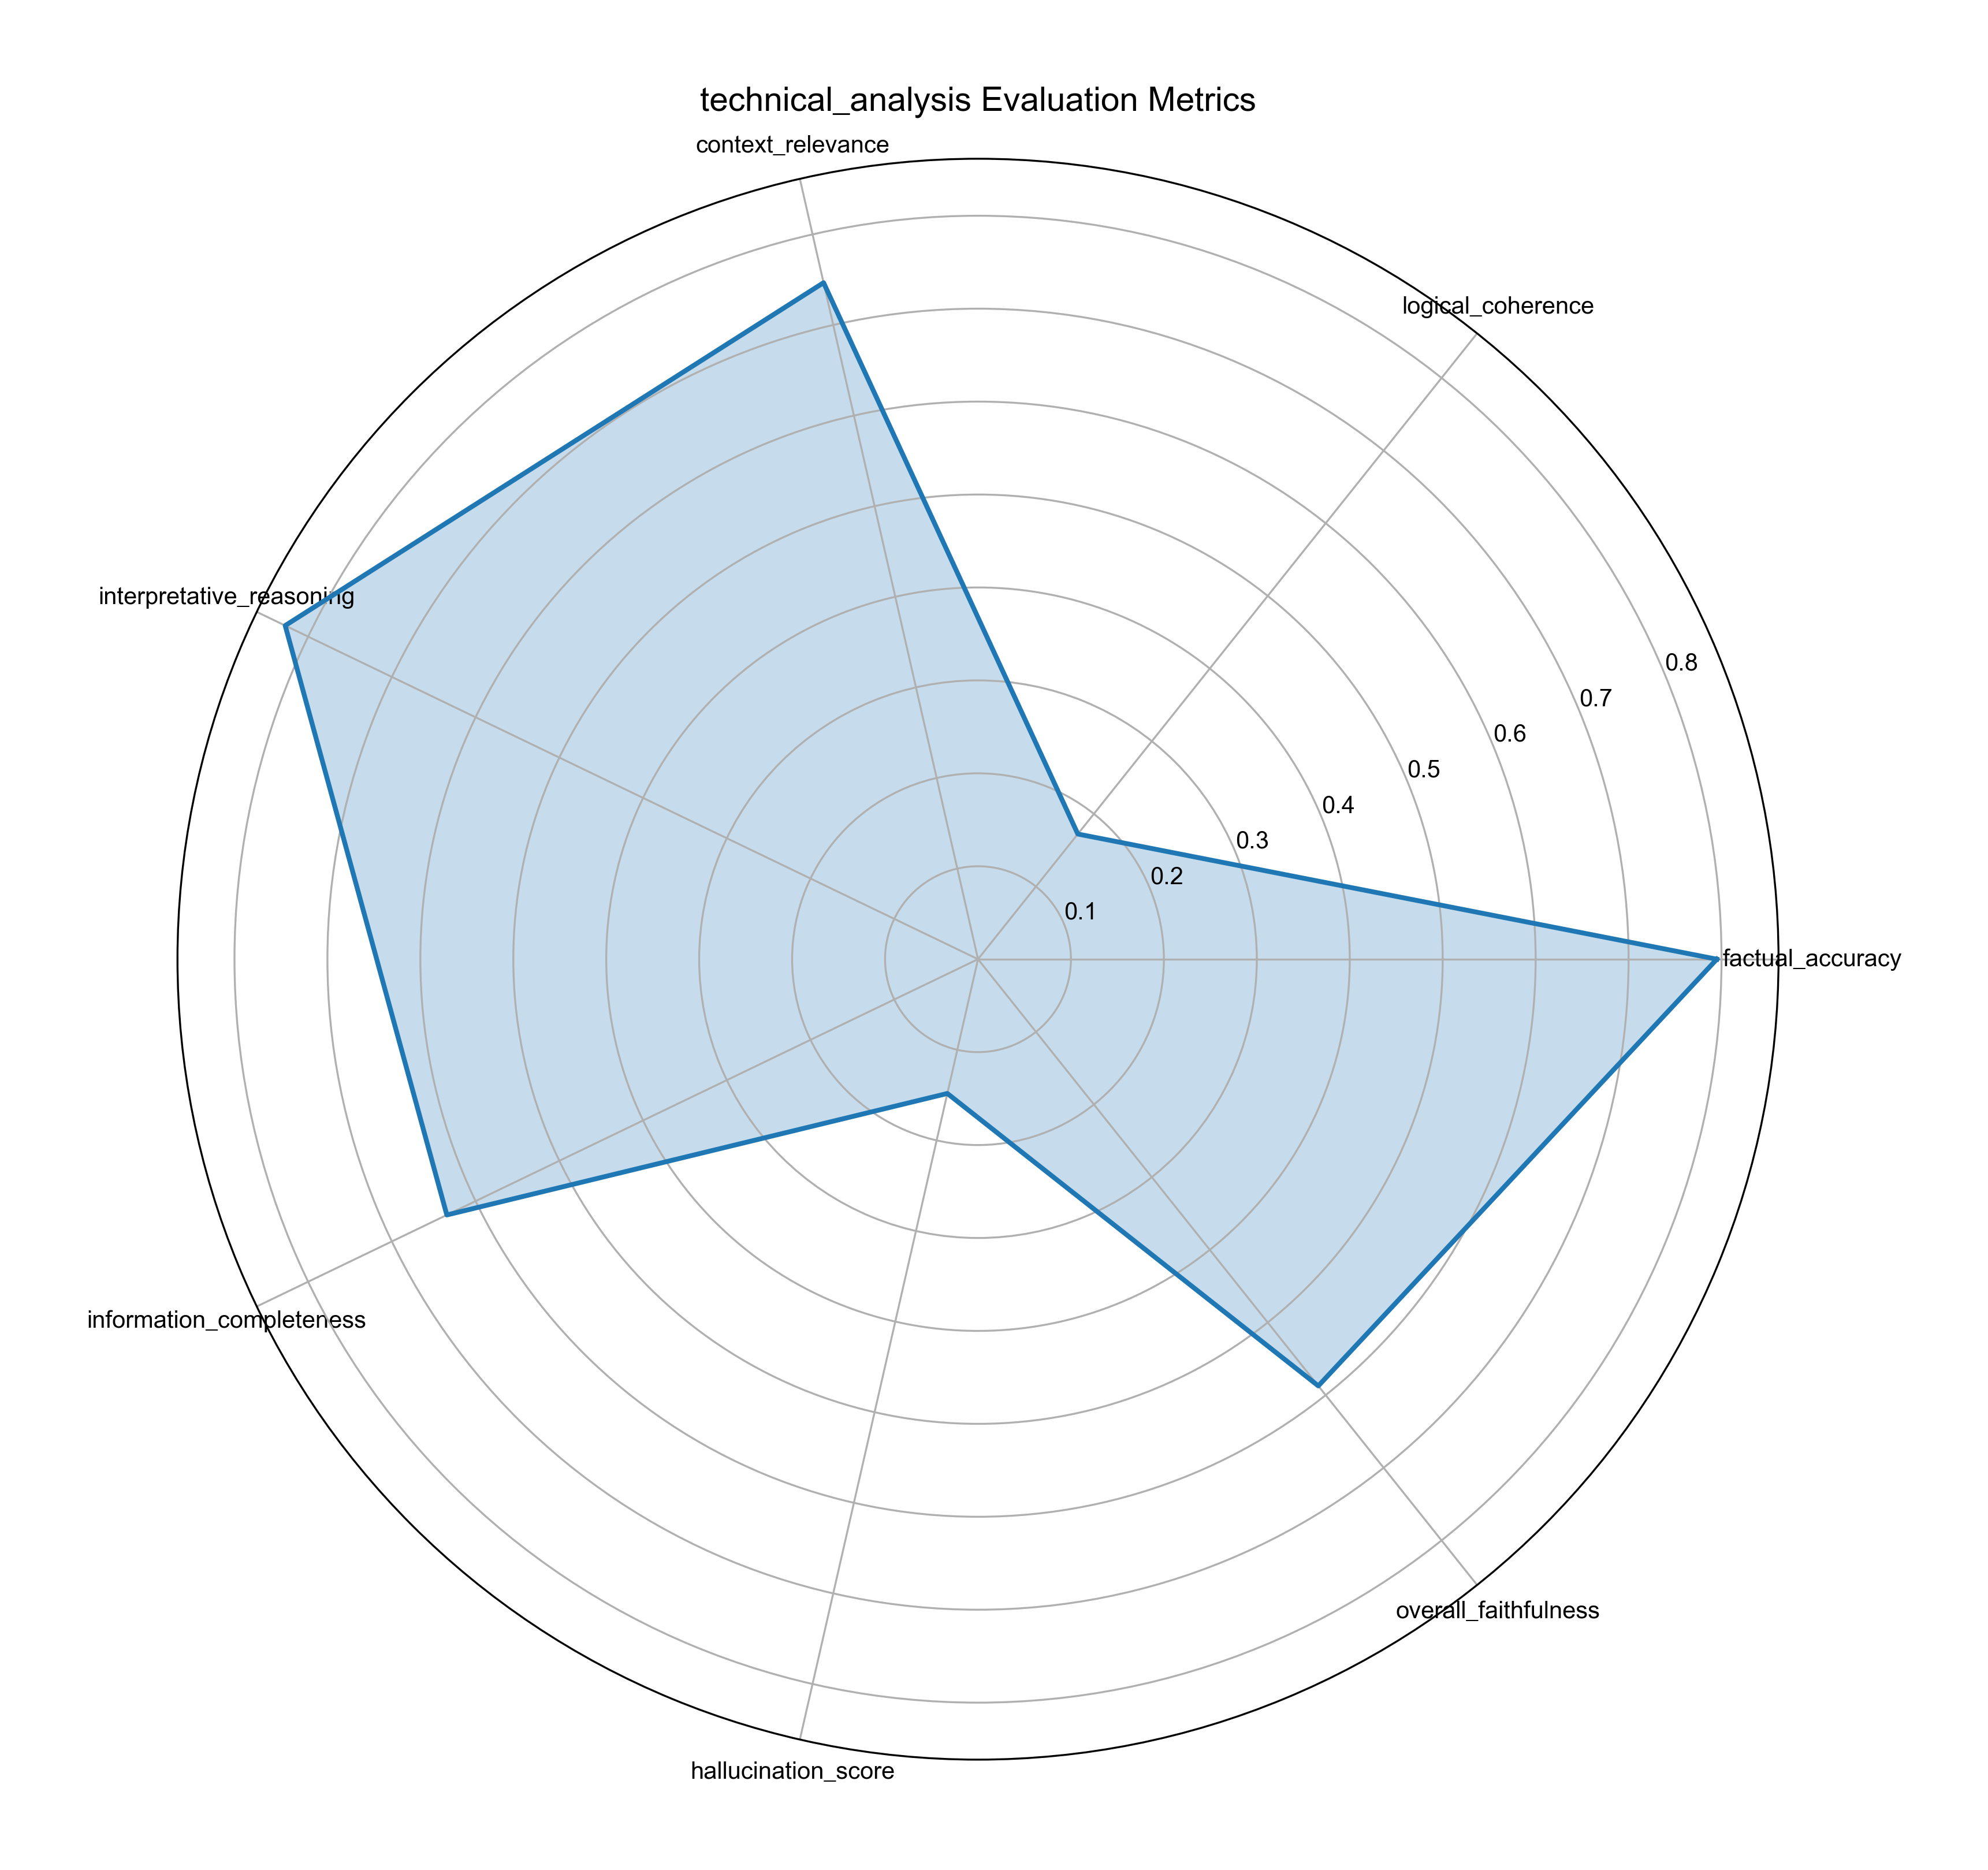 technical_analysis Evaluation Metrics
context_relevance
logical_coherence
interpretative_reasoning
0.8
0.7
0.6
0.5
0.4
0.3
0.2
0.1
factual_accuracy
information_completeness
overall_faithfulness
hallucination_score